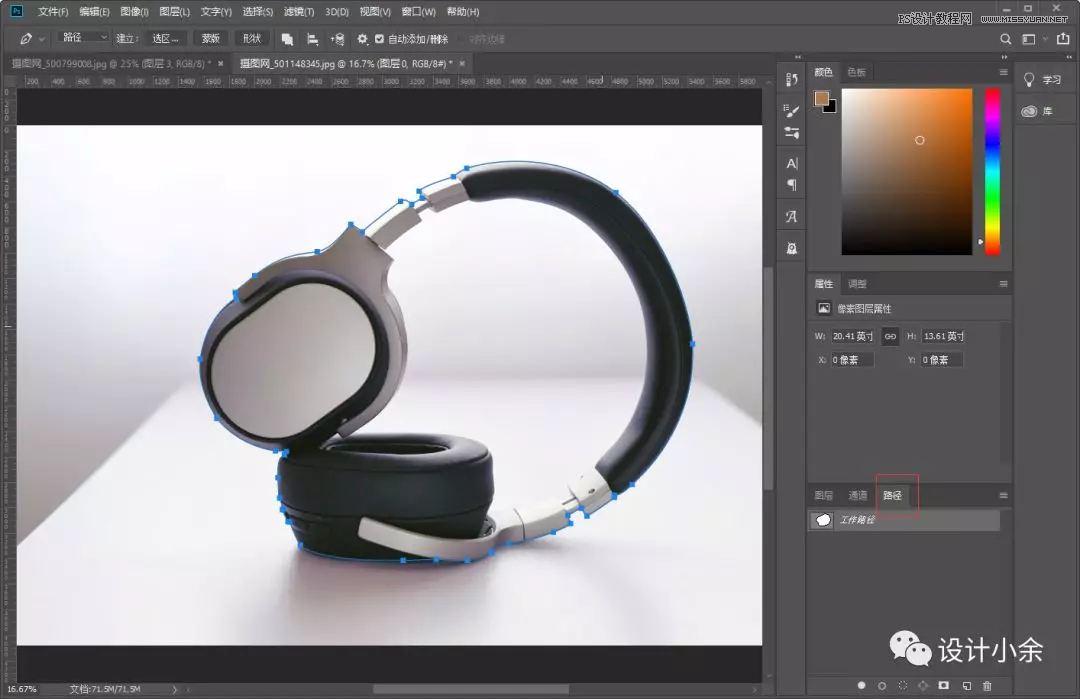 Ps 文件(F) 编辑(E) 图像(I) 图层(L) 文字(Y) 选择(S) 滤镜(T) 3D(D) 视图(V) 窗口(W) 帮助(H)
PS设计教程网 WWW.MISSYUAN.NET
路径 建立: 选区... 蒙版 形状 自动添加/删除 对齐边缘
摄图网_500799008.jpg @ 25% (图层 3, RGB/8) * × 摄图网_501148345.jpg @ 16.7% (图层 0, RGB/8#) * ×
200 400 600 800 1000 1200 1400 1600 1800 2000 2200 2400 2600 2800 3000 3200 3400 3600 3800 4000 4200 4400 4600 4800 5000 5200 5400 5600 5800
颜色 色板
学习
库
属性 调整
像素图层属性
W: 20.41 英寸 H: 13.61 英寸
X: 0 像素 Y: 0 像素
图层 通道 路径
工作路径
设计小余
16.67% 文档:71.5M/71.5M